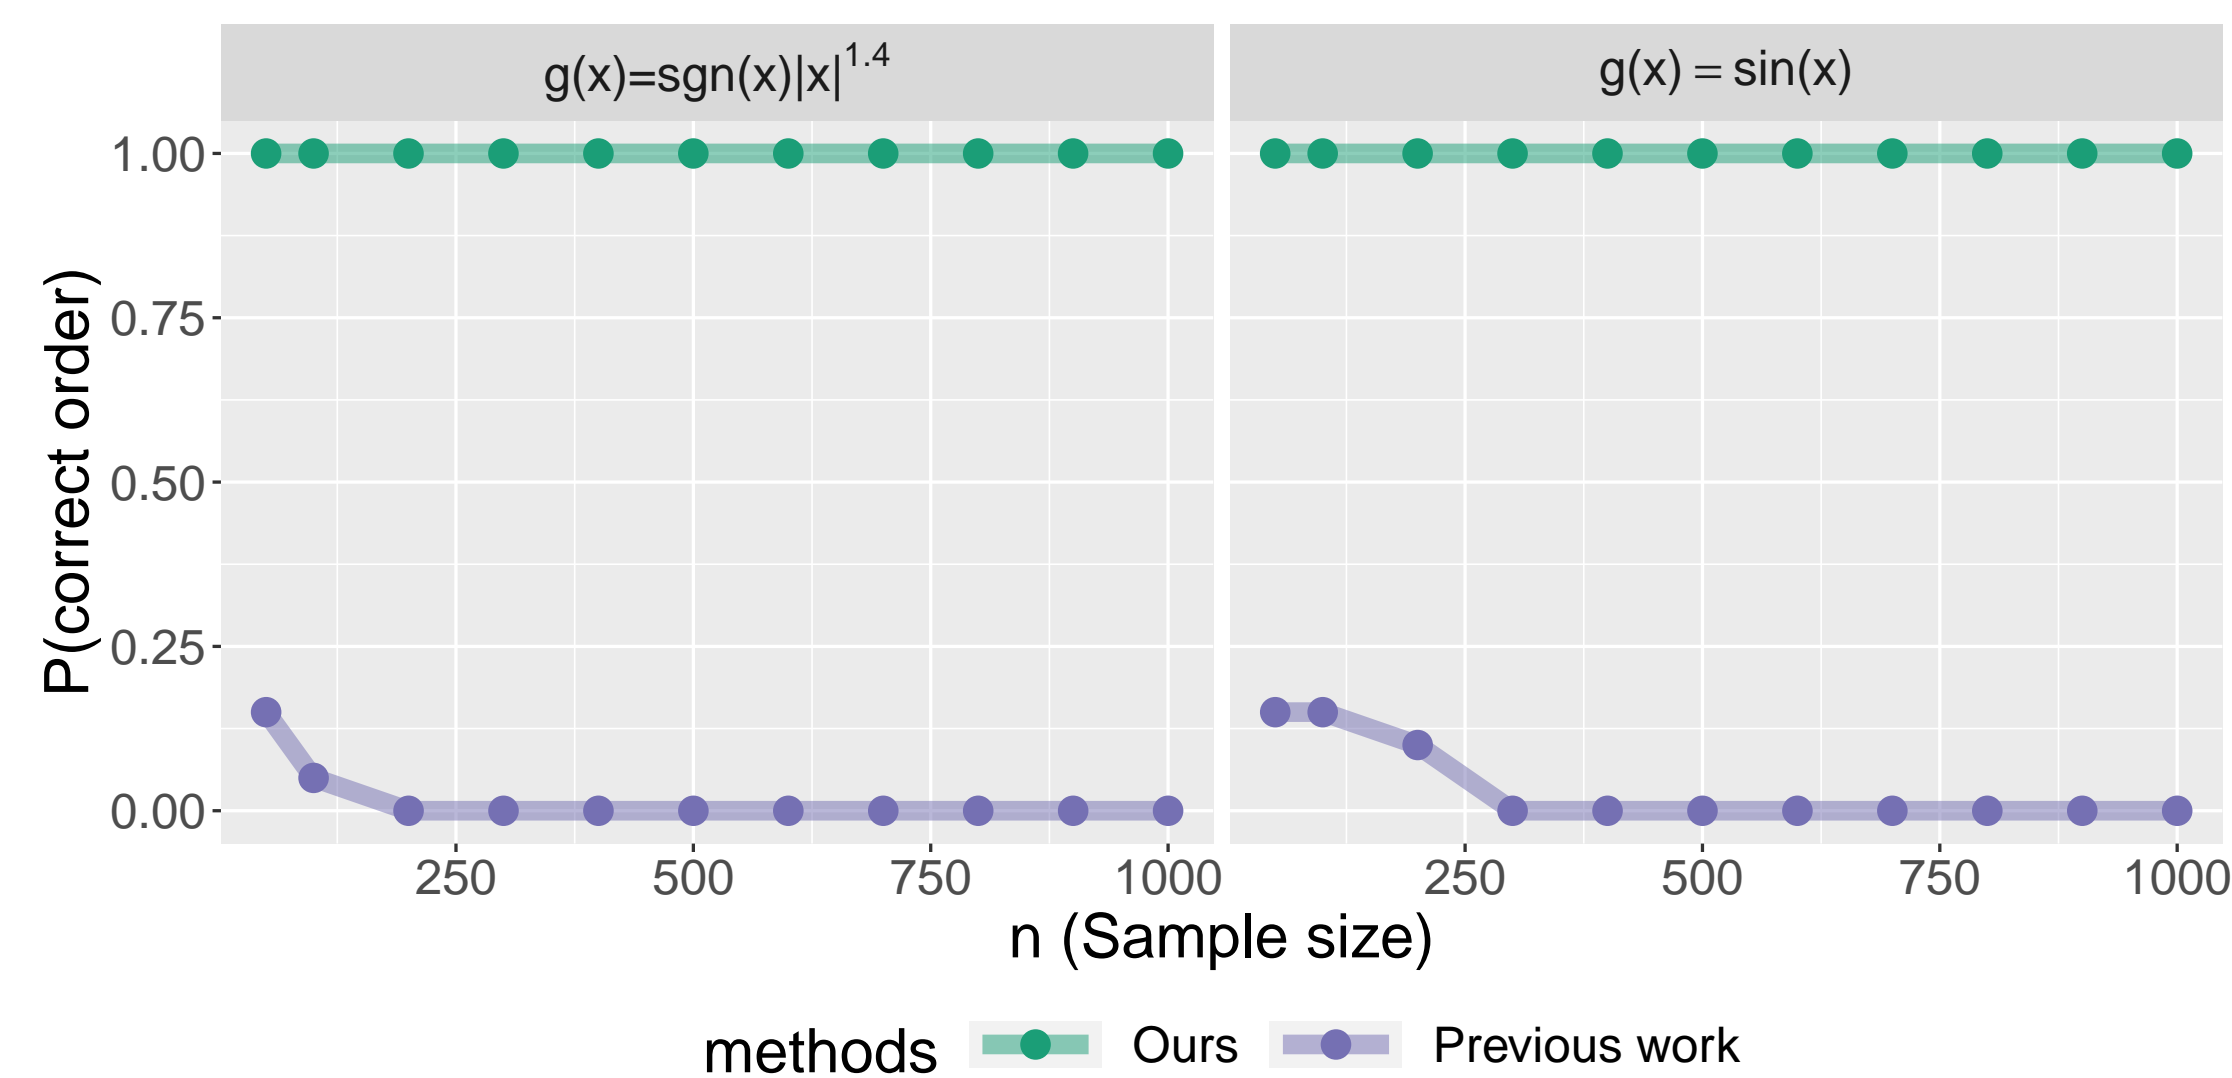 g(x)=sgn(x)|x|^1.4
g(x) = sin(x)
P(correct order)
1.00
0.75
0.50
0.25
0.00
250 500 750 1000 250 500 750 1000
n (Sample size)
methods Ours Previous work